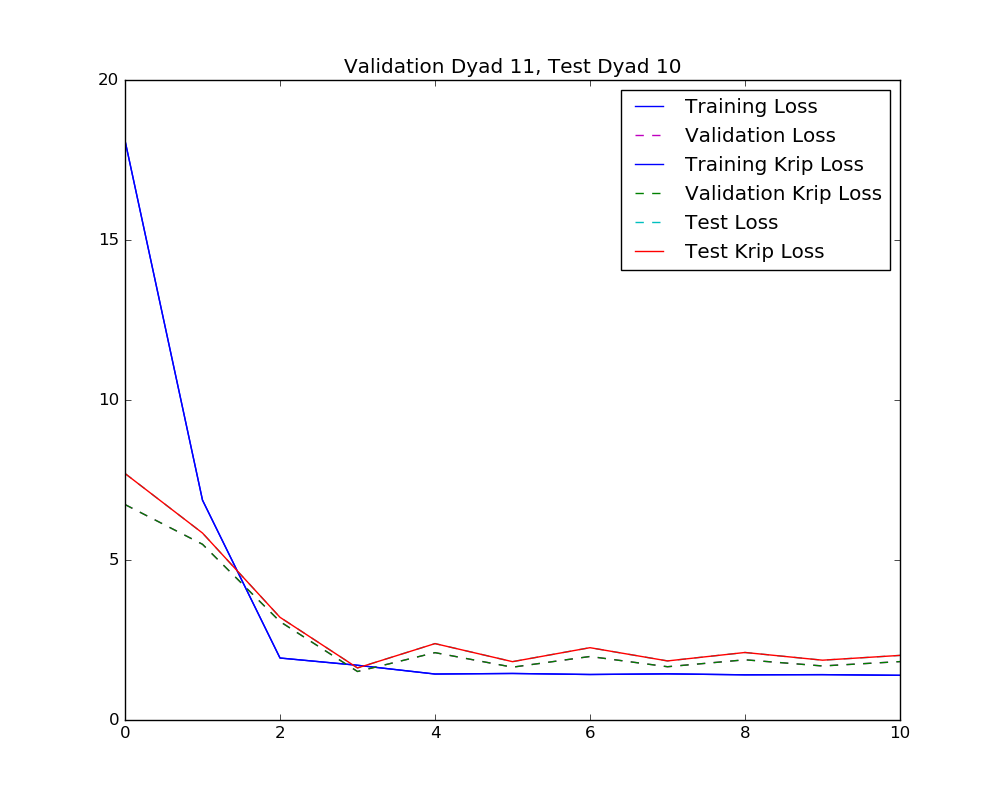 Validation Dyad 11, Test Dyad 10
20
15
10
5
0
Training Loss
Validation Loss
Training Krip Loss
Validation Krip Loss
Test Loss
Test Krip Loss
0 2 4 6 8 10